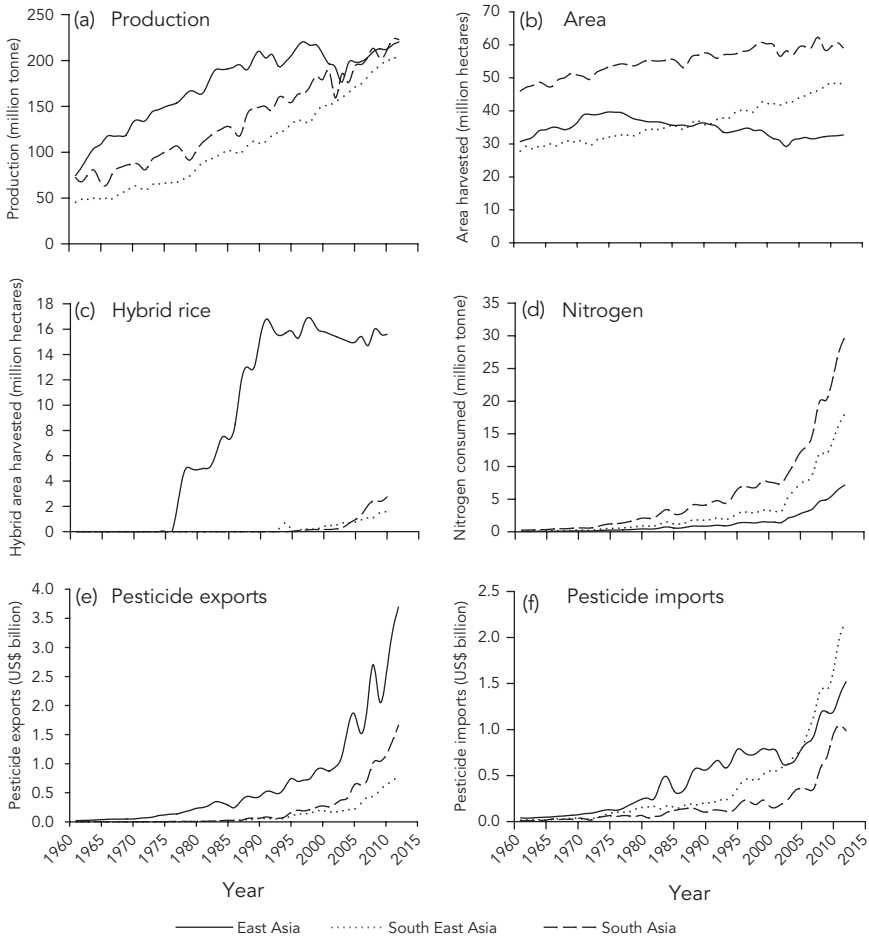 (a) Production
Production (million tonne)
250
200
150
100
50
0
(b) Area
Area harvested (million hectares)
70
60
50
40
30
20
10
0
(c) Hybrid rice
Hybrid area harvested (million hectares)
18
16
14
12
10
8
6
4
2
0
(d) Nitrogen
Nitrogen consumed (million tonne)
35
30
25
20
15
10
5
0
(e) Pesticide exports
Pesticide exports (US$ billion)
4.0
3.5
3.0
2.5
2.0
1.5
1.0
0.5
0.0
1960 1965 1970 1975 1980 1985 1990 1995 2000 2005 2010 2015
Year
(f) Pesticide imports
Pesticide imports (US$ billion)
2.5
2.0
1.5
1.0
0.5
0.0
1960 1965 1970 1975 1980 1985 1990 1995 2000 2005 2010 2015
Year
East Asia South East Asia South Asia